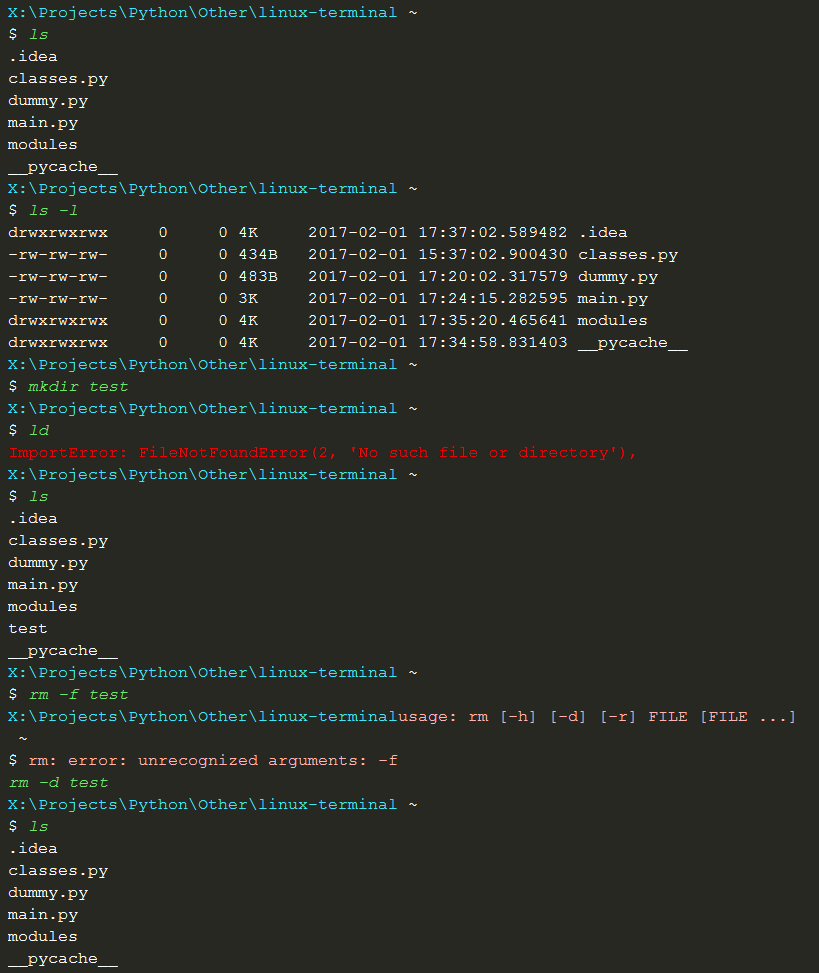 X:\Projects\Python\Other\linux-terminal ~
$ ls
.idea
classes.py
dummy.py
main.py
modules
__pycache__
X:\Projects\Python\Other\linux-terminal ~
$ ls -l
drwxrwxrwx     0     0 4K     2017-02-01 17:37:02.589482 .idea
-rw-rw-rw-     0     0 434B   2017-02-01 15:37:02.900430 classes.py
-rw-rw-rw-     0     0 483B   2017-02-01 17:20:02.317579 dummy.py
-rw-rw-rw-     0     0 3K     2017-02-01 17:24:15.282595 main.py
drwxrwxrwx     0     0 4K     2017-02-01 17:35:20.465641 modules
drwxrwxrwx     0     0 4K     2017-02-01 17:34:58.831403 __pycache__
X:\Projects\Python\Other\linux-terminal ~
$ mkdir test
X:\Projects\Python\Other\linux-terminal ~
$ ld
ImportError: FileNotFoundError(2, 'No such file or directory'),
X:\Projects\Python\Other\linux-terminal ~
$ ls
.idea
classes.py
dummy.py
main.py
modules
test
__pycache__
X:\Projects\Python\Other\linux-terminal ~
$ rm -f test
X:\Projects\Python\Other\linux-terminalusage: rm [-h] [-d] [-r] FILE [FILE ...]
 ~
$ rm: error: unrecognized arguments: -f
rm -d test
X:\Projects\Python\Other\linux-terminal ~
$ ls
.idea
classes.py
dummy.py
main.py
modules
__pycache__